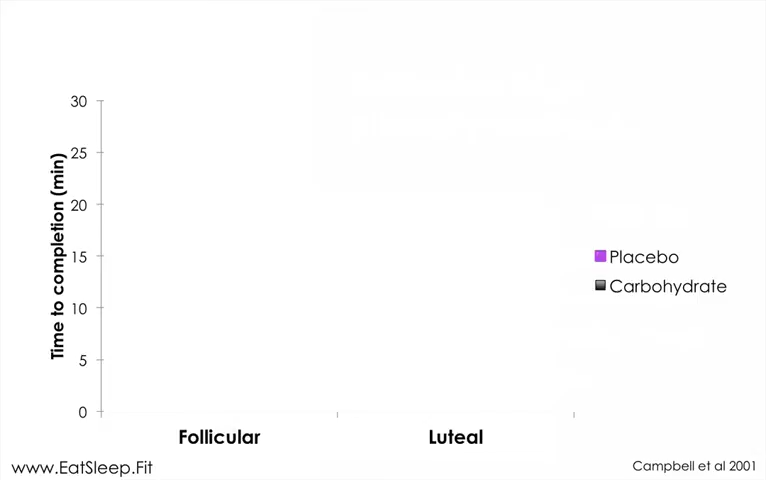 30
25
20
15
10
5
0
Time to completion (min)
Follicular
Luteal
Placebo
Carbohydrate
www.EatSleep.Fit
Campbell et al 2001